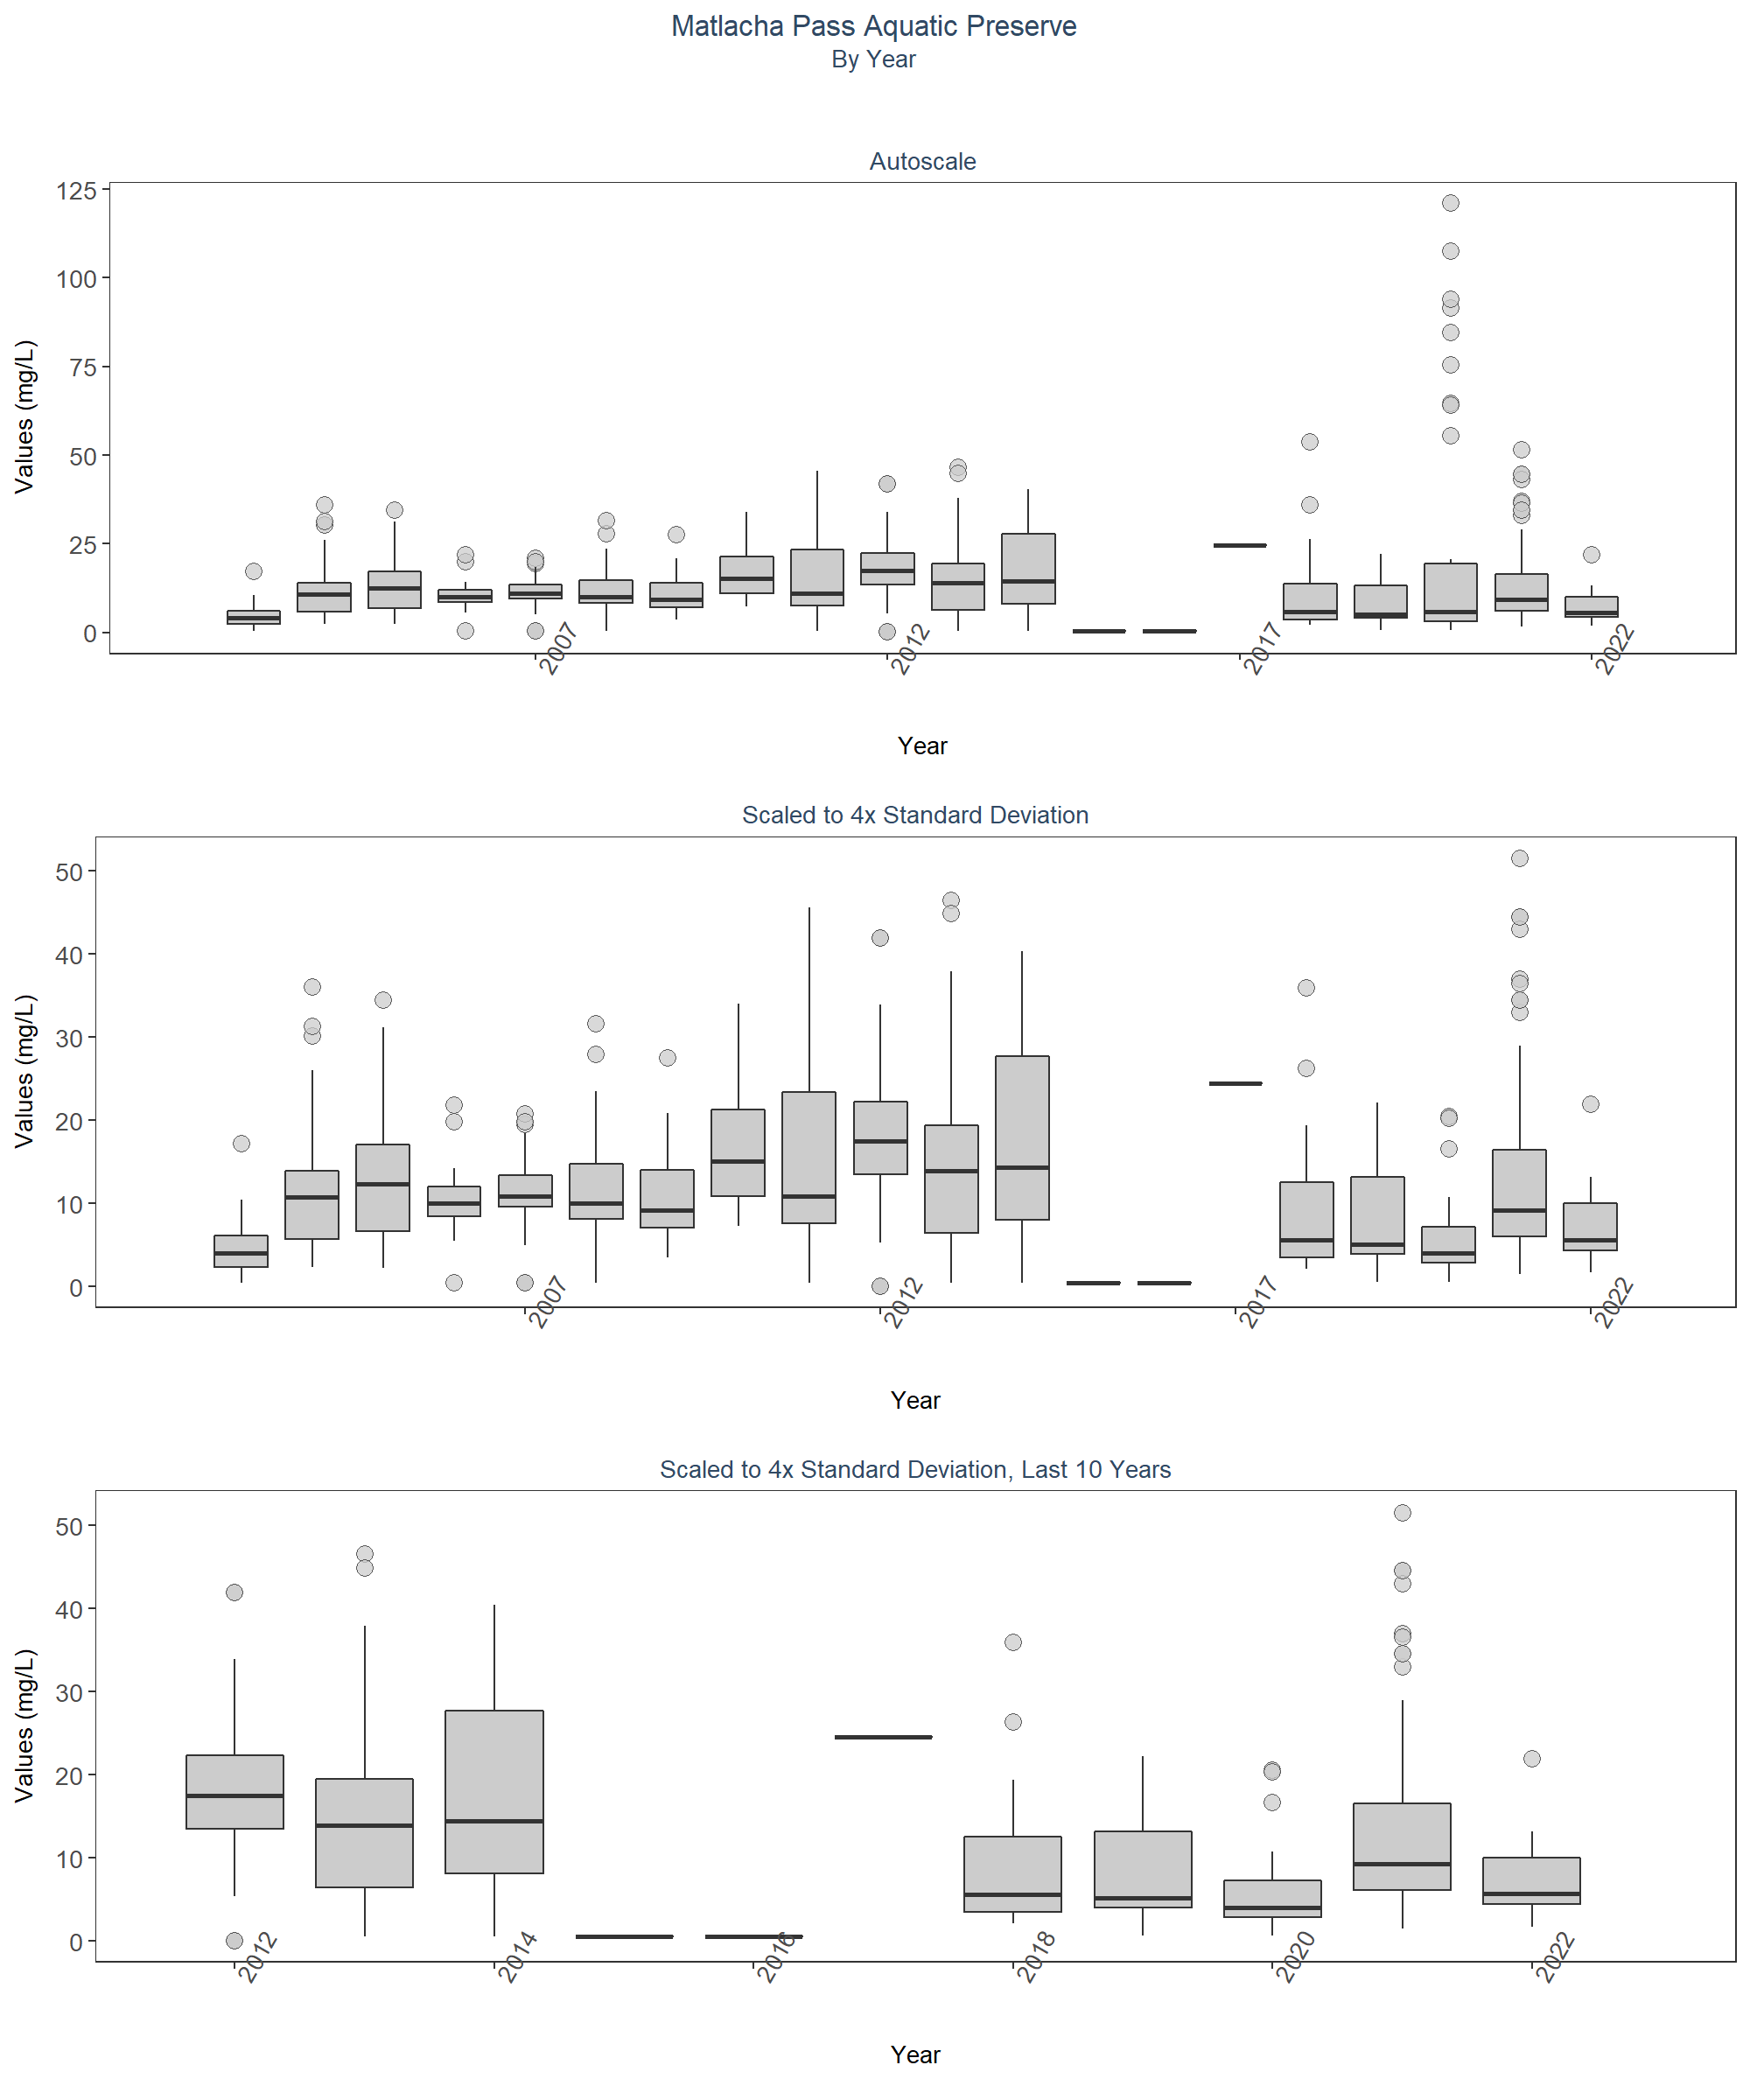 Matlacha Pass Aquatic Preserve
By Year
Autoscale
125
100
75
50
25
0
Values (mg/L)
2007
2012
2017
2022
Year
Scaled to 4x Standard Deviation
50
40
30
20
10
0
Values (mg/L)
2007
2012
2017
2022
Year
Scaled to 4x Standard Deviation, Last 10 Years
50
40
30
20
10
0
Values (mg/L)
2012
2014
2016
2018
2020
2022
Year